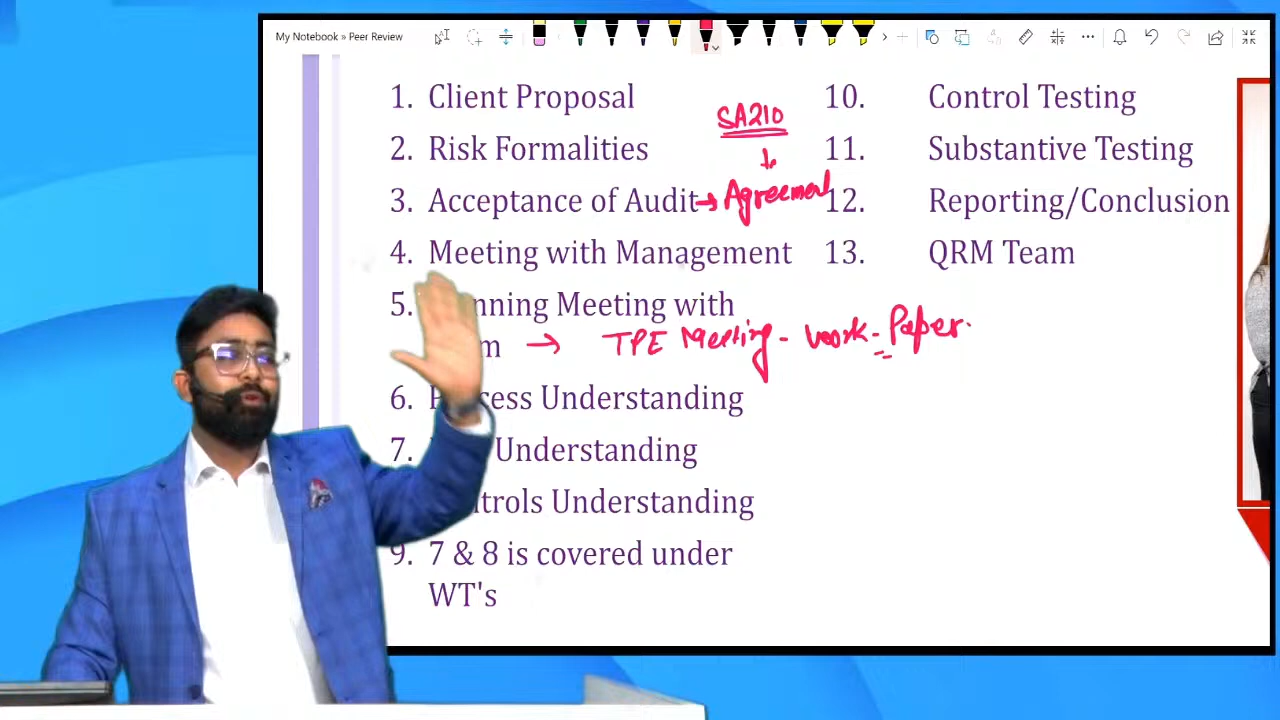 My Notebook » Peer Review
1. Client Proposal
2. Risk Formalities
3. Acceptance of Audit → Agreement
SA210
4. Meeting with Management
5. nning Meeting with
m → TPE Meeting - Work - Paper.
6. P cess Understanding
7. Understanding
ntrols Understanding
9. 7 & 8 is covered under
WT's
10. Control Testing
11. Substantive Testing
12. Reporting/Conclusion
13. QRM Team